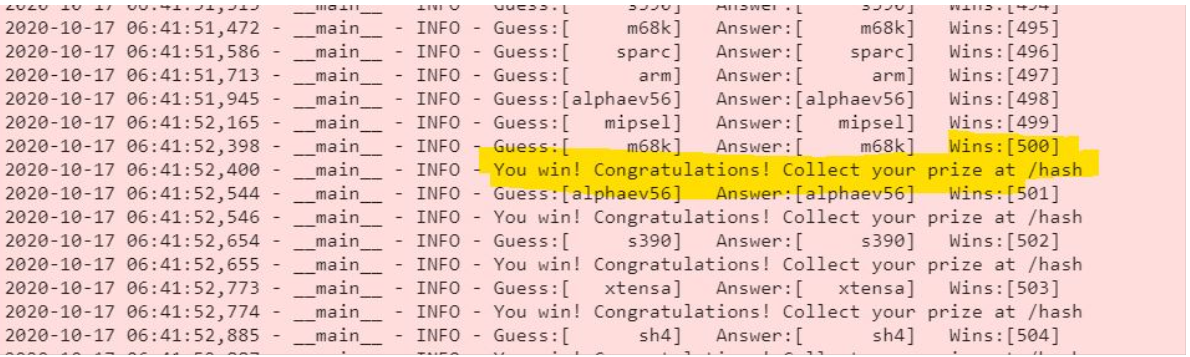 2020-10-17 06:41:51,472 - __main__ - INFO - Guess:[      m68k]   Answer:[      m68k]   Wins:[495]
2020-10-17 06:41:51,586 - __main__ - INFO - Guess:[     sparc]   Answer:[     sparc]   Wins:[496]
2020-10-17 06:41:51,713 - __main__ - INFO - Guess:[       arm]   Answer:[       arm]   Wins:[497]
2020-10-17 06:41:51,945 - __main__ - INFO - Guess:[alphaev56]   Answer:[alphaev56]   Wins:[498]
2020-10-17 06:41:52,165 - __main__ - INFO - Guess:[    mipsel]   Answer:[    mipsel]   Wins:[499]
2020-10-17 06:41:52,398 - __main__ - INFO - Guess:[      m68k]   Answer:[      m68k]   Wins:[500]
2020-10-17 06:41:52,400 - __main__ - INFO - You win! Congratulations! Collect your prize at /hash
2020-10-17 06:41:52,544 - __main__ - INFO - Guess:[alphaev56]   Answer:[alphaev56]   Wins:[501]
2020-10-17 06:41:52,546 - __main__ - INFO - You win! Congratulations! Collect your prize at /hash
2020-10-17 06:41:52,654 - __main__ - INFO - Guess:[      s390]   Answer:[      s390]   Wins:[502]
2020-10-17 06:41:52,655 - __main__ - INFO - You win! Congratulations! Collect your prize at /hash
2020-10-17 06:41:52,773 - __main__ - INFO - Guess:[    xtensa]   Answer:[    xtensa]   Wins:[503]
2020-10-17 06:41:52,774 - __main__ - INFO - You win! Congratulations! Collect your prize at /hash
2020-10-17 06:41:52,885 - __main__ - INFO - Guess:[       sh4]   Answer:[       sh4]   Wins:[504]